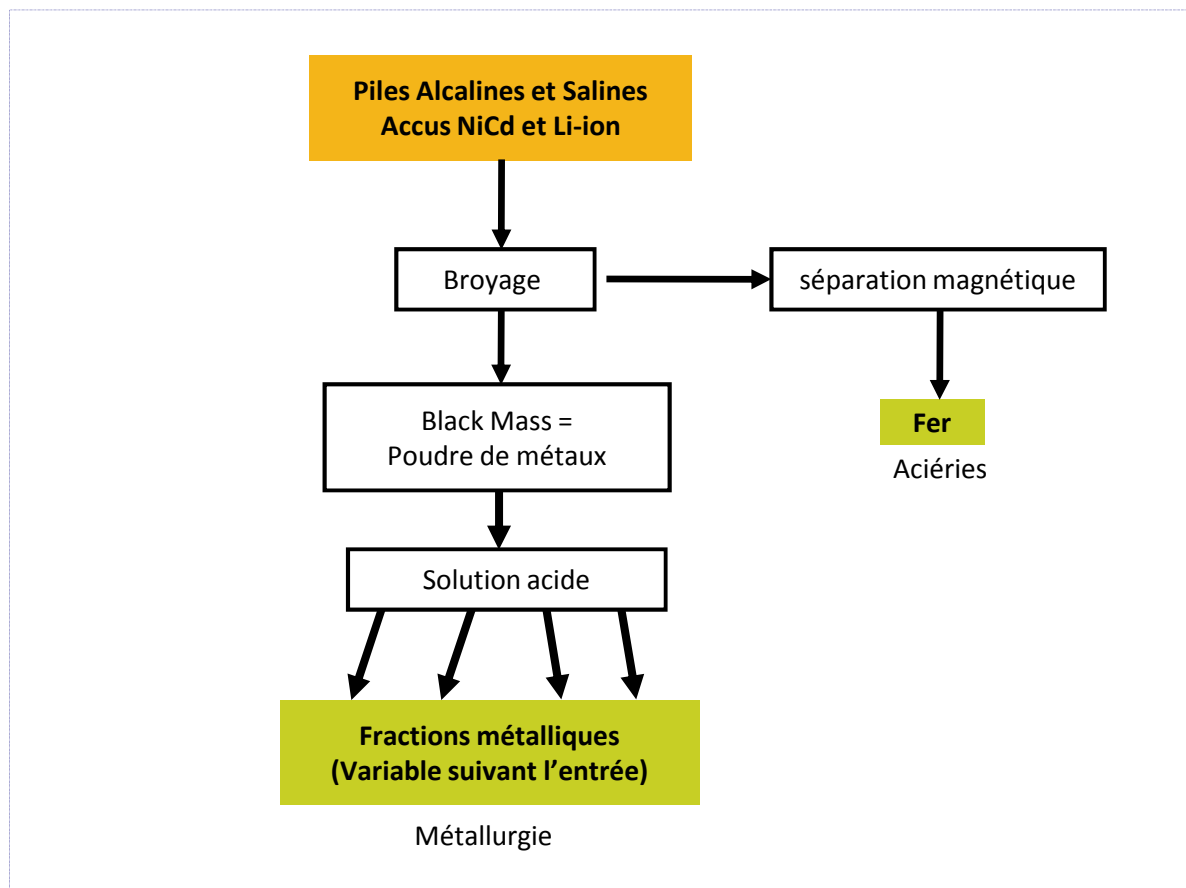 Piles Alcalines et Salines
Accus NiCd et Li-ion
Broyage
séparation magnétique
Black Mass =
Poudre de métaux
Fer
Aciéries
Solution acide
Fractions métalliques
(Variable suivant l’entrée)
Métallurgie